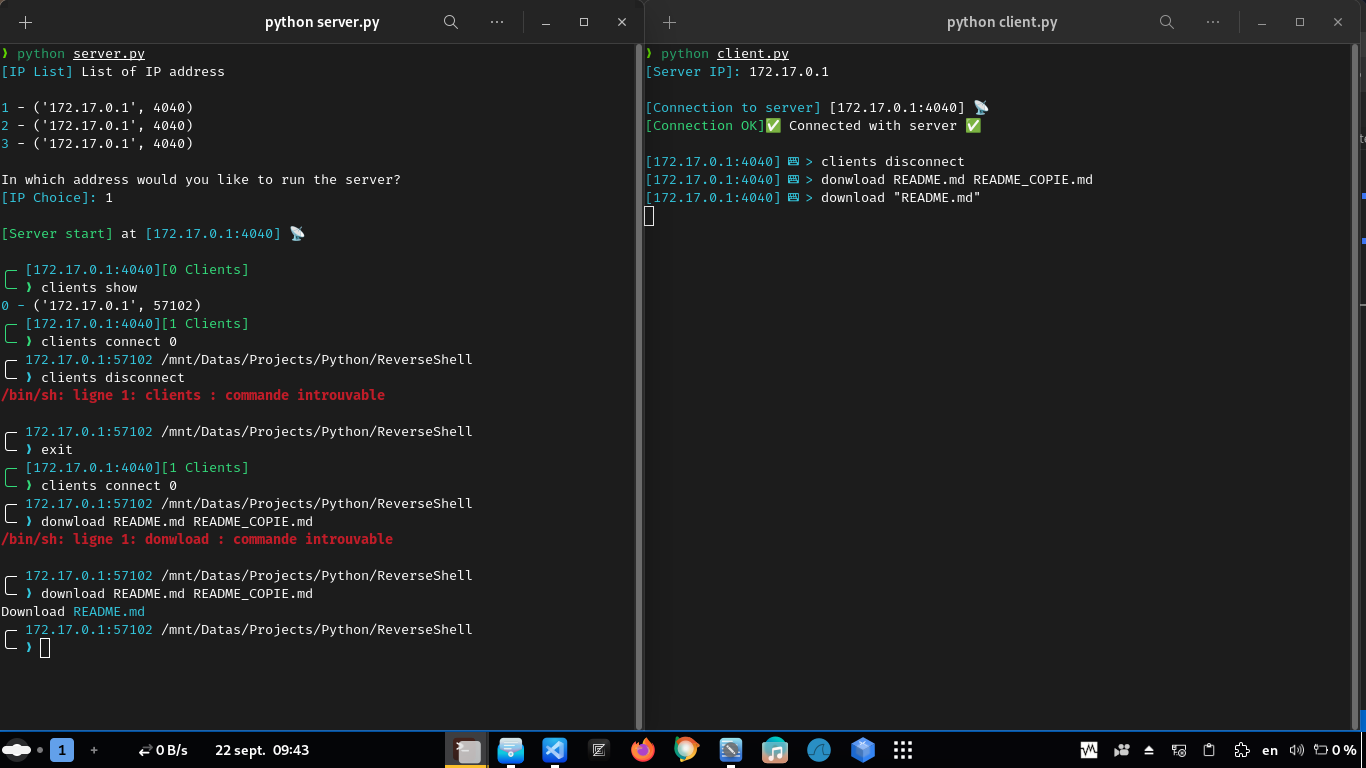 python server.py
❯ python server.py
[IP List] List of IP address
1 - ('172.17.0.1', 4040)
2 - ('172.17.0.1', 4040)
3 - ('172.17.0.1', 4040)
In which address would you like to run the server?
[IP Choice]: 1
[Server start] at [172.17.0.1:4040] 📡
[172.17.0.1:4040][0 Clients]
❯ clients show
0 - ('172.17.0.1', 57102)
[172.17.0.1:4040][1 Clients]
❯ clients connect 0
172.17.0.1:57102 /mnt/Datas/Projects/Python/ReverseShell
❯ clients disconnect
/bin/sh: ligne 1: clients : commande introuvable
172.17.0.1:57102 /mnt/Datas/Projects/Python/ReverseShell
❯ exit
[172.17.0.1:4040][1 Clients]
❯ clients connect 0
172.17.0.1:57102 /mnt/Datas/Projects/Python/ReverseShell
❯ donwload README.md README_COPIE.md
/bin/sh: ligne 1: donwload : commande introuvable
172.17.0.1:57102 /mnt/Datas/Projects/Python/ReverseShell
❯ download README.md README_COPIE.md
Download README.md
172.17.0.1:57102 /mnt/Datas/Projects/Python/ReverseShell
❯
python client.py
❯ python client.py
[Server IP]: 172.17.0.1
[Connection to server] [172.17.0.1:4040] 📡
[Connection OK]✅ Connected with server ✅
[172.17.0.1:4040] 🖮 > clients disconnect
[172.17.0.1:4040] 🖮 > donwload README.md README_COPIE.md
[172.17.0.1:4040] 🖮 > download "README.md"
1
0 B/s
22 sept. 09:43
en
0 %